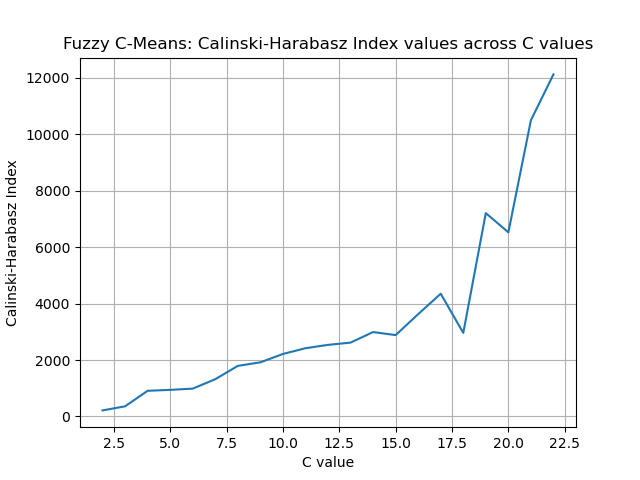 Fuzzy C-Means: Calinski-Harabasz Index values across C values
12000
10000
8000
6000
4000
2000
0
Calinski-Harabasz Index
2.5 5.0 7.5 10.0 12.5 15.0 17.5 20.0 22.5
C value